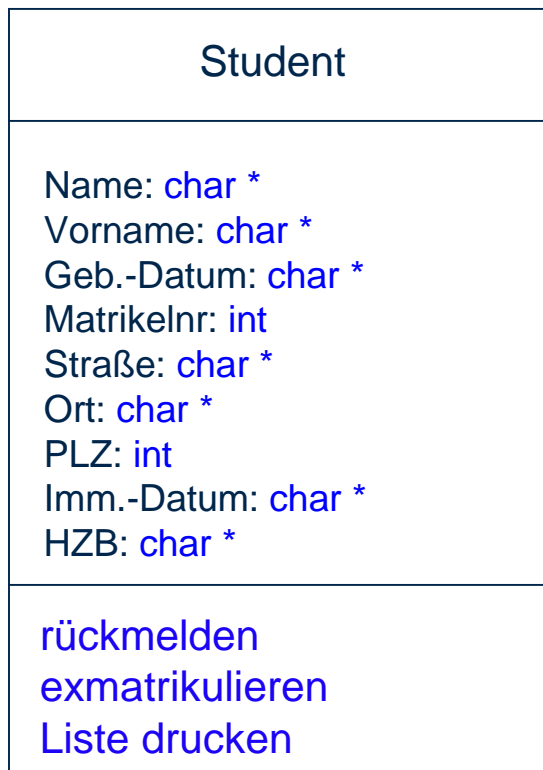 Student
Name: char *
Vorname: char *
Geb.-Datum: char *
Matrikelnr: int
Straße: char *
Ort: char *
PLZ: int
Imm.-Datum: char *
HZB: char *
rückmelden
exmatrikulieren
Liste drucken